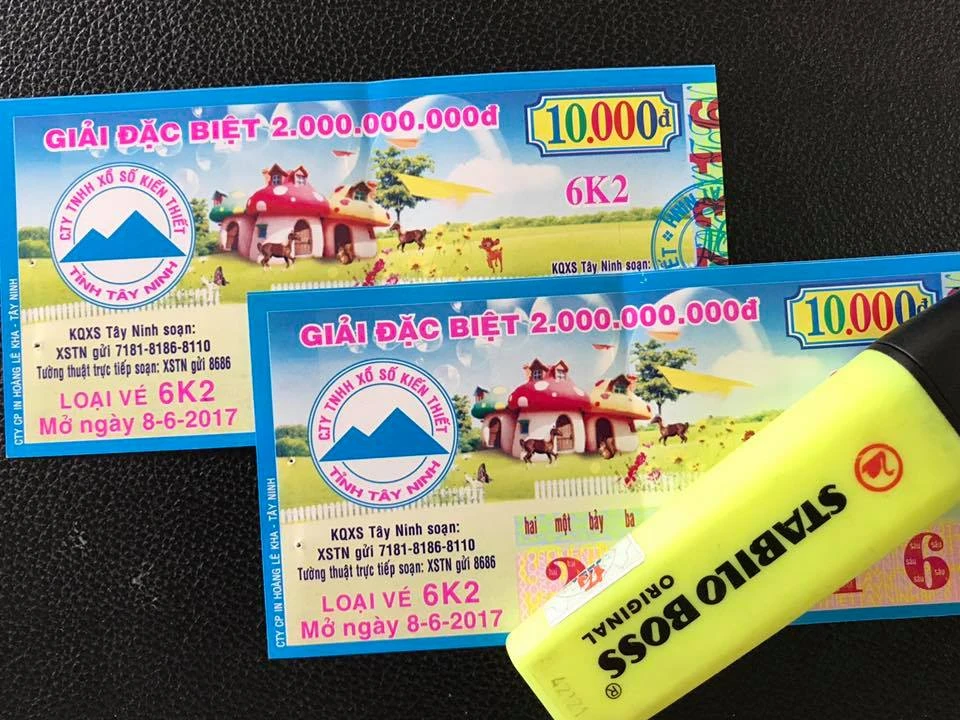 GIẢI ĐẶC BIỆT 2.000.000.000đ
10.000đ
6K2
CTY TNHH XỔ SỐ KIẾN THIẾT
TỈNH TÂY NINH
KQXS Tây Ninh soạn:
KQXS Tây Ninh soạn:
XSTN gửi 7181-8186-8110
Tường thuật trực tiếp soạn: XSTN gửi 8686
LOẠI VÉ 6K2
Mở ngày 8-6-2017
CTY CP IN HOÀNG LÊ KHA - TÂY NINH
GIẢI ĐẶC BIỆT 2.000.000.000đ
10.000đ
CTY TNHH XỔ SỐ KIẾN THIẾT
TỈNH TÂY NINH
hai một bảy ba
2
6
KQXS Tây Ninh soạn:
XSTN gửi 7181-8186-8110
Tường thuật trực tiếp soạn: XSTN gửi 8686
LOẠI VÉ 6K2
Mở ngày 8-6-2017
CTY CP IN HOÀNG LÊ KHA - TÂY NINH
STABILO BOSS®
ORIGINAL